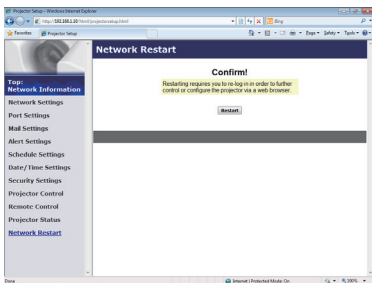 Projector Setup - Windows Internet Explorer
http://192.168.1.10/html/projectorsetup.html
Bing
Favorites
Projector Setup
Page
Safety
Tools
Network Restart
Top:
Network Information
Network Settings
Port Settings
Mail Settings
Alert Settings
Schedule Settings
Date/Time Settings
Security Settings
Projector Control
Remote Control
Projector Status
Network Restart
Confirm!
Restarting requires you to re-log in in order to further
control or configure the projector via a web browser.
Restart
Done
Internet | Protected Mode: On
100%